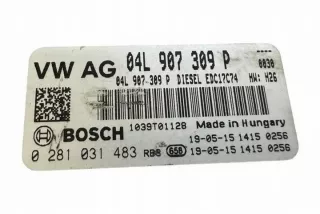 VW AG 04L 907 309 P ----
04L 907 309 P DIESEL EDC17C74 0030
HW: H26
BOSCH 1039T01128 Made in Hungary
19-05-15 1415 0256
0 281 031 483 RB8 658 19-05-15 1415 0256